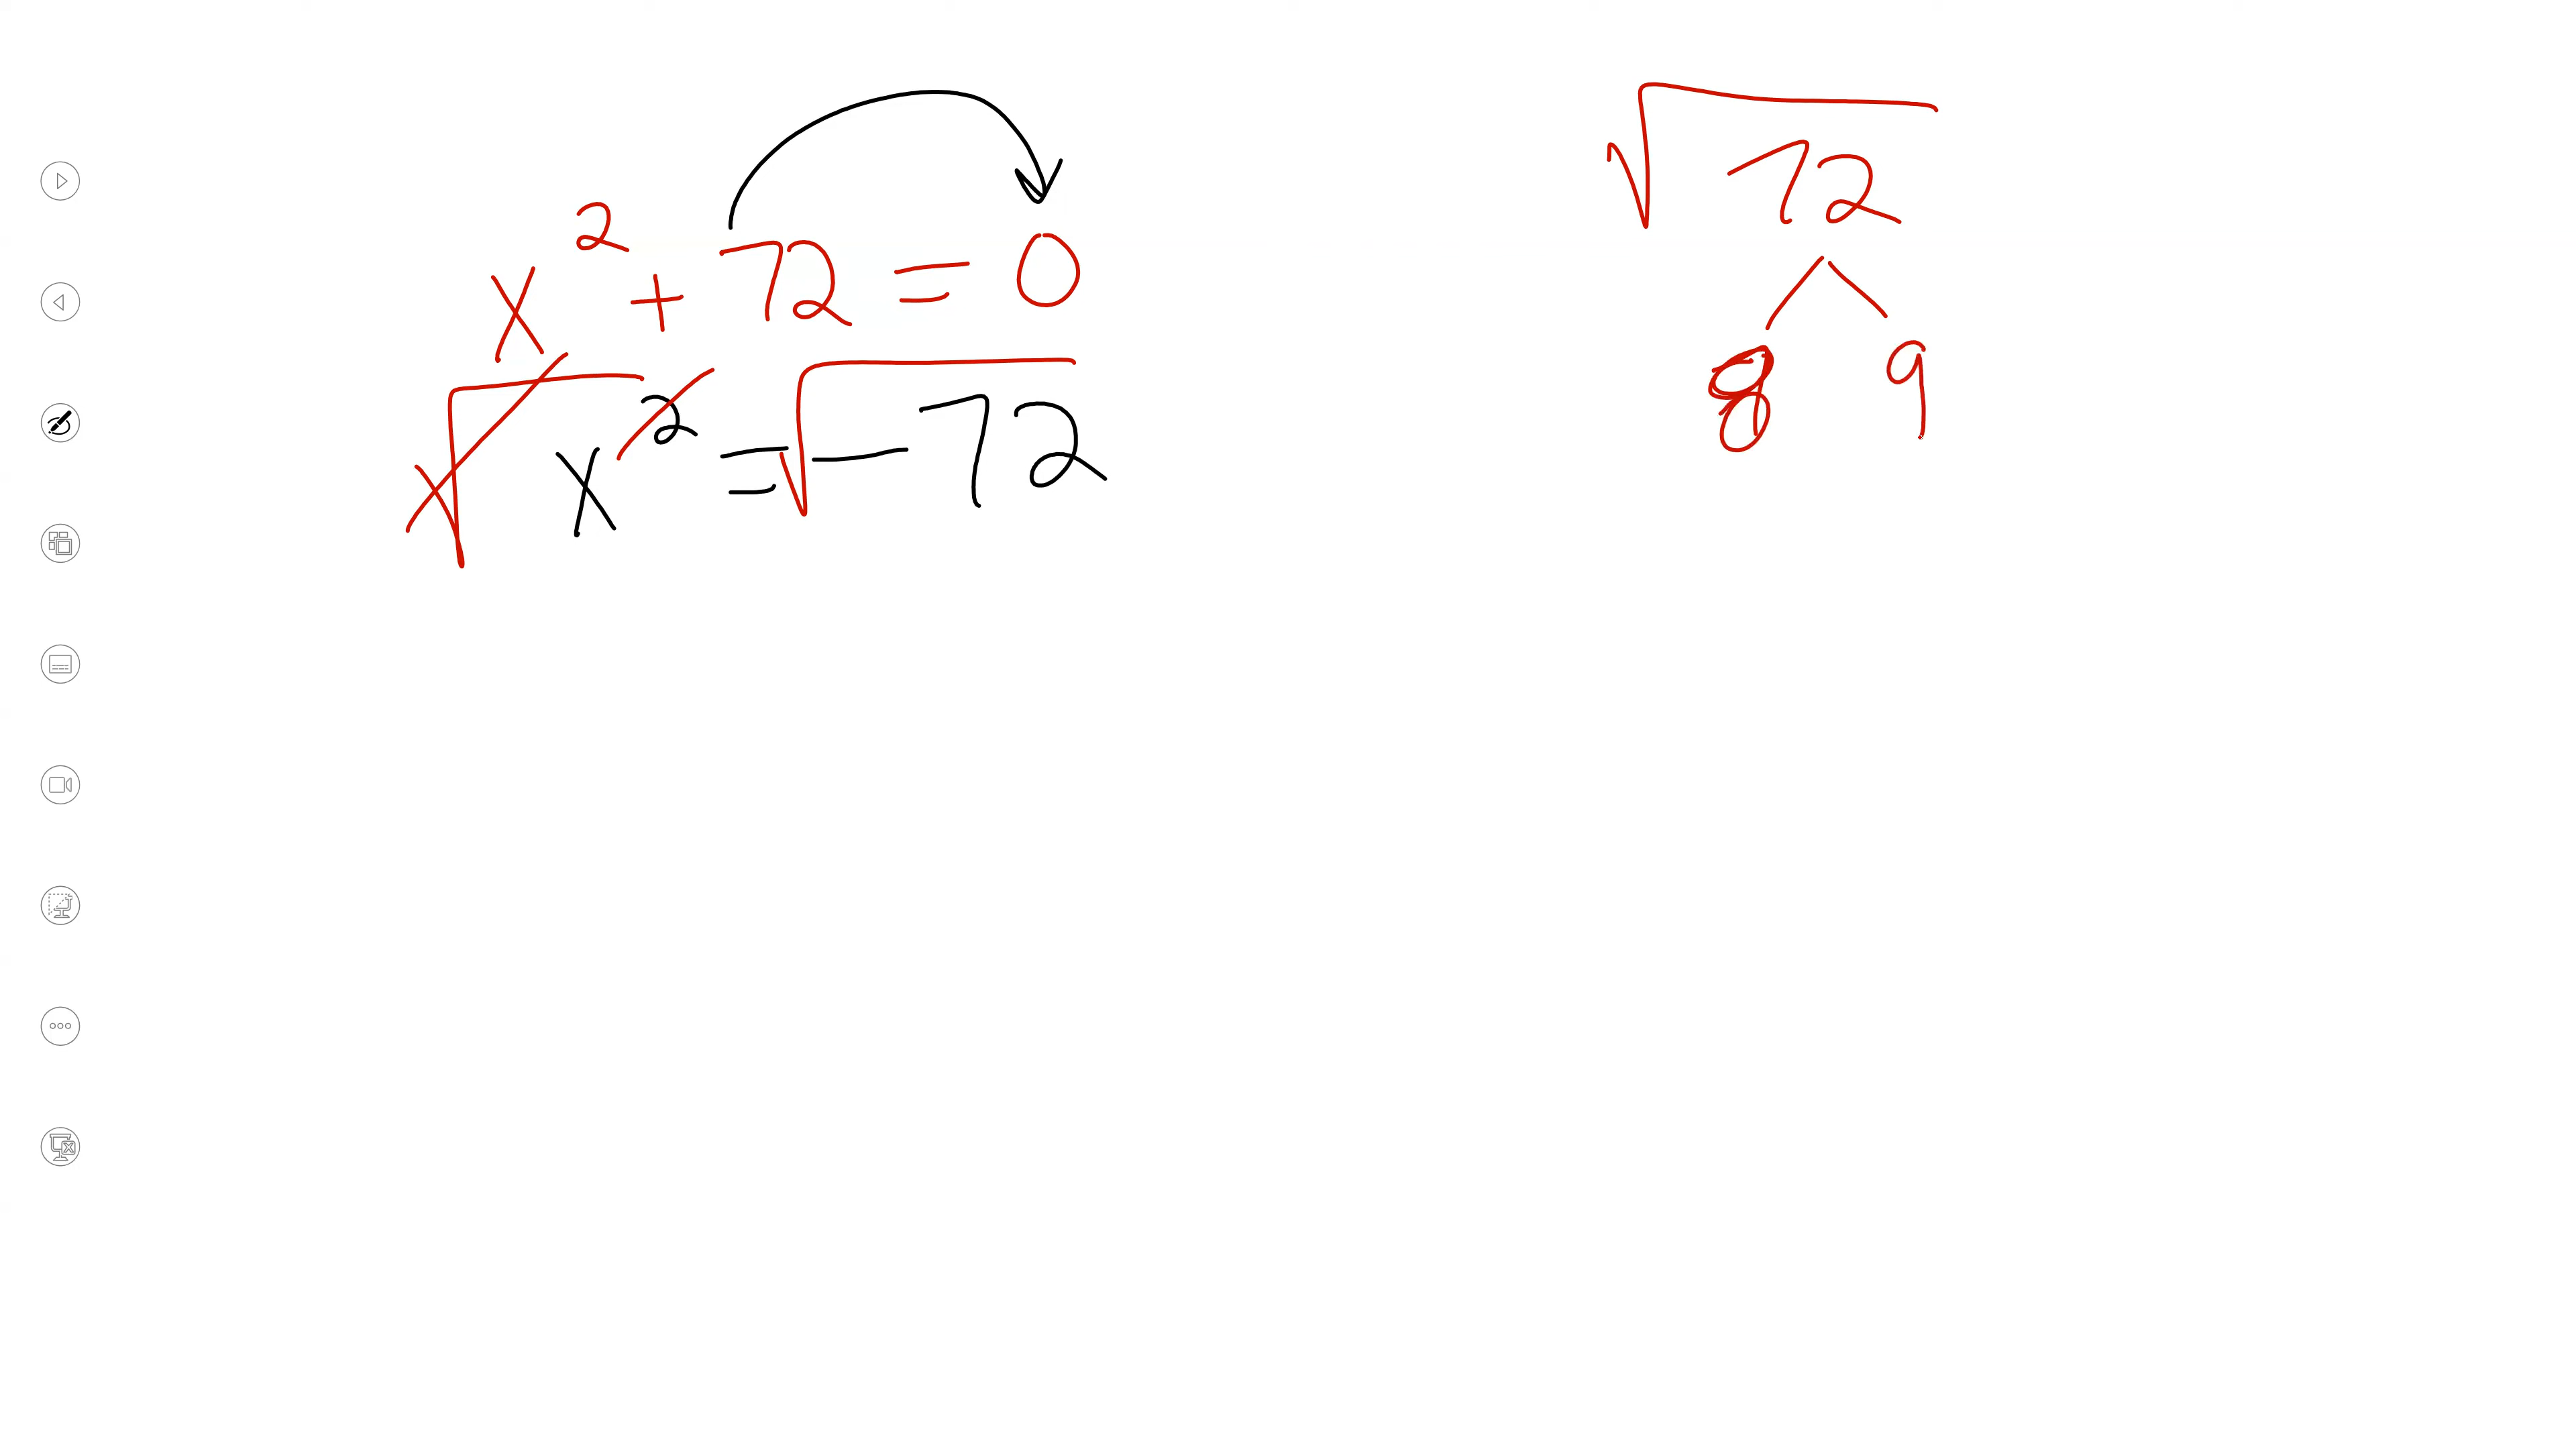 x² + 72 = 0
√x² = √-72
√72
8 9